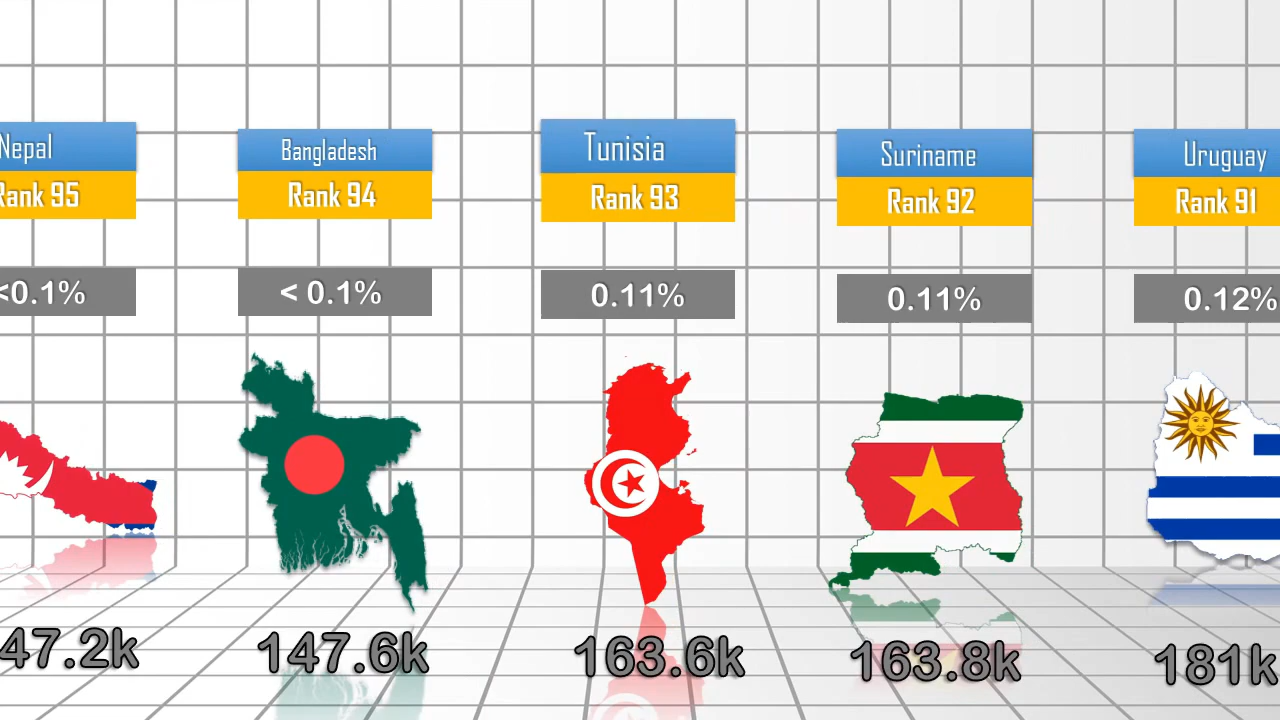 Nepal
Rank 95
<0.1%
47.2k
Bangladesh
Rank 94
< 0.1%
147.6k
Tunisia
Rank 93
0.11%
163.6k
Suriname
Rank 92
0.11%
163.8k
Uruguay
Rank 91
0.12%
181k